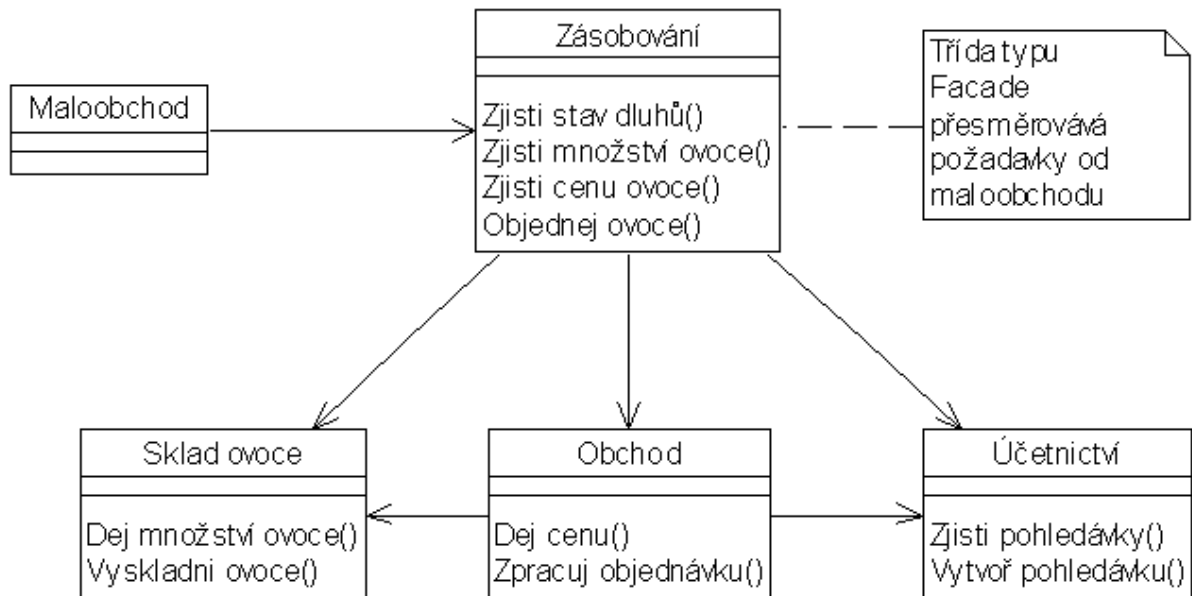 Zásobování
Zjisti stav dluhů()
Zjisti množství ovoce()
Zjisti cenu ovoce()
Objednej ovoce()
Maloobchod
Třída typu
Facade
přesměrovává
požadavky od
maloobchodu
Sklad ovoce
Dej množství ovoce()
Vyskladni ovoce()
Obchod
Dej cenu()
Zpracuj objednávku()
Účetnictví
Zjisti pohledávky()
Vytvoř pohledávku()